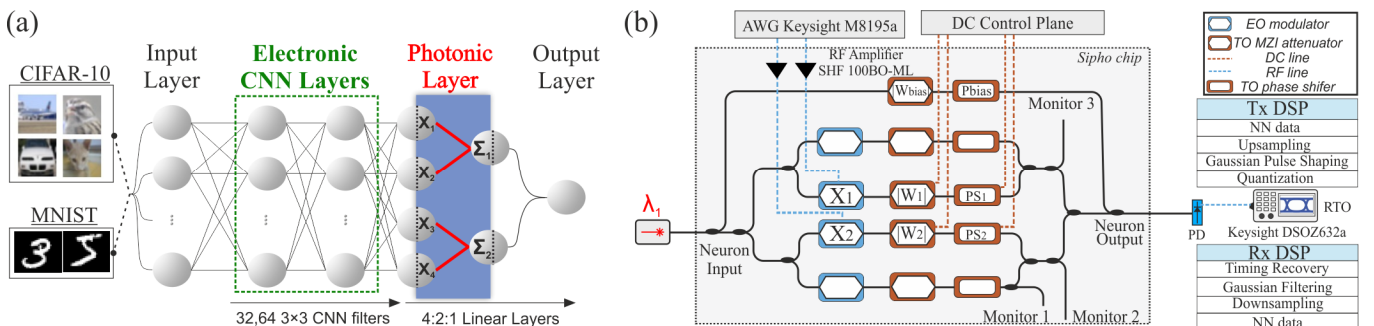 (a)
CIFAR-10
MNIST
Input
Layer
Electronic
CNN Layers
Photonic
Layer
Output
Layer
X1
X2
X3
X4
Σ1
Σ2
32,64 3×3 CNN filters
4:2:1 Linear Layers
(b)
AWG Keysight M8195a
DC Control Plane
RF Amplifier
SHF 100BO-ML
Sipho chip
Wbias
Pbias
Monitor 3
X1
|W1|
PS1
λ1
X2
|W2|
PS2
Neuron
Input
Neuron
Output
Monitor 1
Monitor 2
PD
EO modulator
TO MZI attenuator
DC line
RF line
TO phase shifer
Tx DSP
NN data
Upsampling
Gaussian Pulse Shaping
Quantization
RTO
Keysight DSOZ632a
Rx DSP
Timing Recovery
Gaussian Filtering
Downsampling
NN data